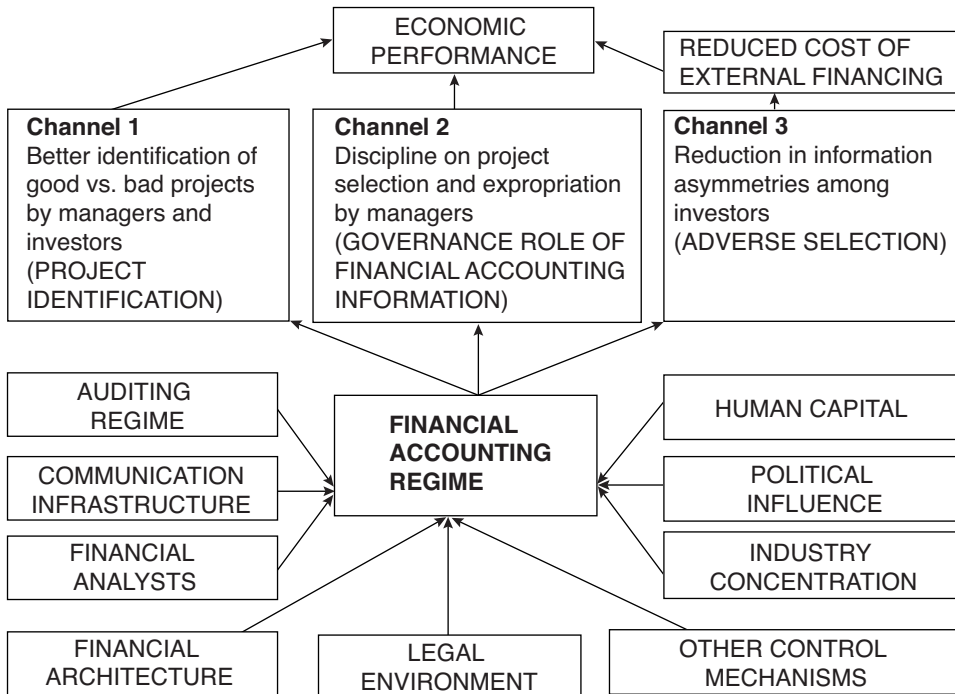 ECONOMIC
PERFORMANCE
REDUCED COST OF
EXTERNAL FINANCING
Channel 1
Better identification of
good vs. bad projects
by managers and
investors
(PROJECT
IDENTIFICATION)
Channel 2
Discipline on project
selection and expropriation
by managers
(GOVERNANCE ROLE OF
FINANCIAL ACCOUNTING
INFORMATION)
Channel 3
Reduction in information
asymmetries among
investors
(ADVERSE SELECTION)
AUDITING
REGIME
COMMUNICATION
INFRASTRUCTURE
FINANCIAL
ANALYSTS
FINANCIAL
ACCOUNTING
REGIME
HUMAN CAPITAL
POLITICAL
INFLUENCE
INDUSTRY
CONCENTRATION
FINANCIAL
ARCHITECTURE
LEGAL
ENVIRONMENT
OTHER CONTROL
MECHANISMS